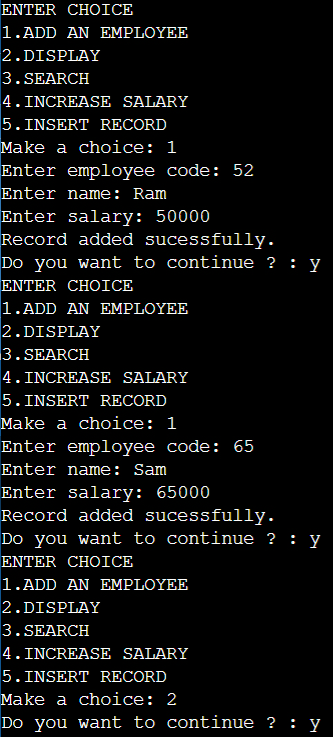 ENTER CHOICE
1.ADD AN EMPLOYEE
2.DISPLAY
3.SEARCH
4.INCREASE SALARY
5.INSERT RECORD
Make a choice: 1
Enter employee code: 52
Enter name: Ram
Enter salary: 50000
Record added sucessfully.
Do you want to continue ? : y
ENTER CHOICE
1.ADD AN EMPLOYEE
2.DISPLAY
3.SEARCH
4.INCREASE SALARY
5.INSERT RECORD
Make a choice: 1
Enter employee code: 65
Enter name: Sam
Enter salary: 65000
Record added sucessfully.
Do you want to continue ? : y
ENTER CHOICE
1.ADD AN EMPLOYEE
2.DISPLAY
3.SEARCH
4.INCREASE SALARY
5.INSERT RECORD
Make a choice: 2
Do you want to continue ? : y